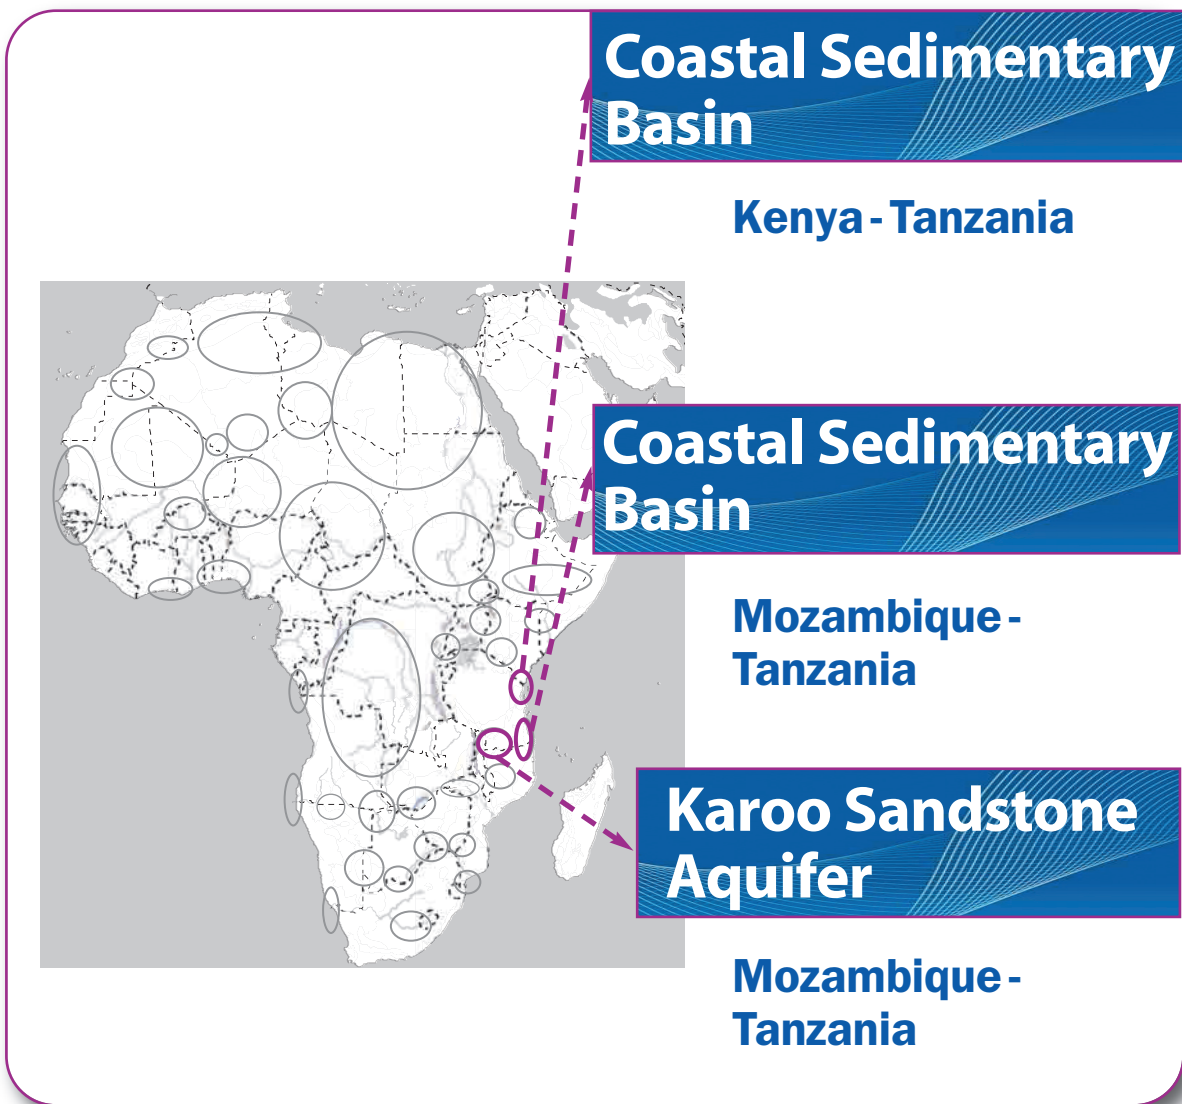 Coastal Sedimentary
Basin
Kenya - Tanzania
Coastal Sedimentary
Basin
Mozambique -
Tanzania
Karoo Sandstone
Aquifer
Mozambique -
Tanzania